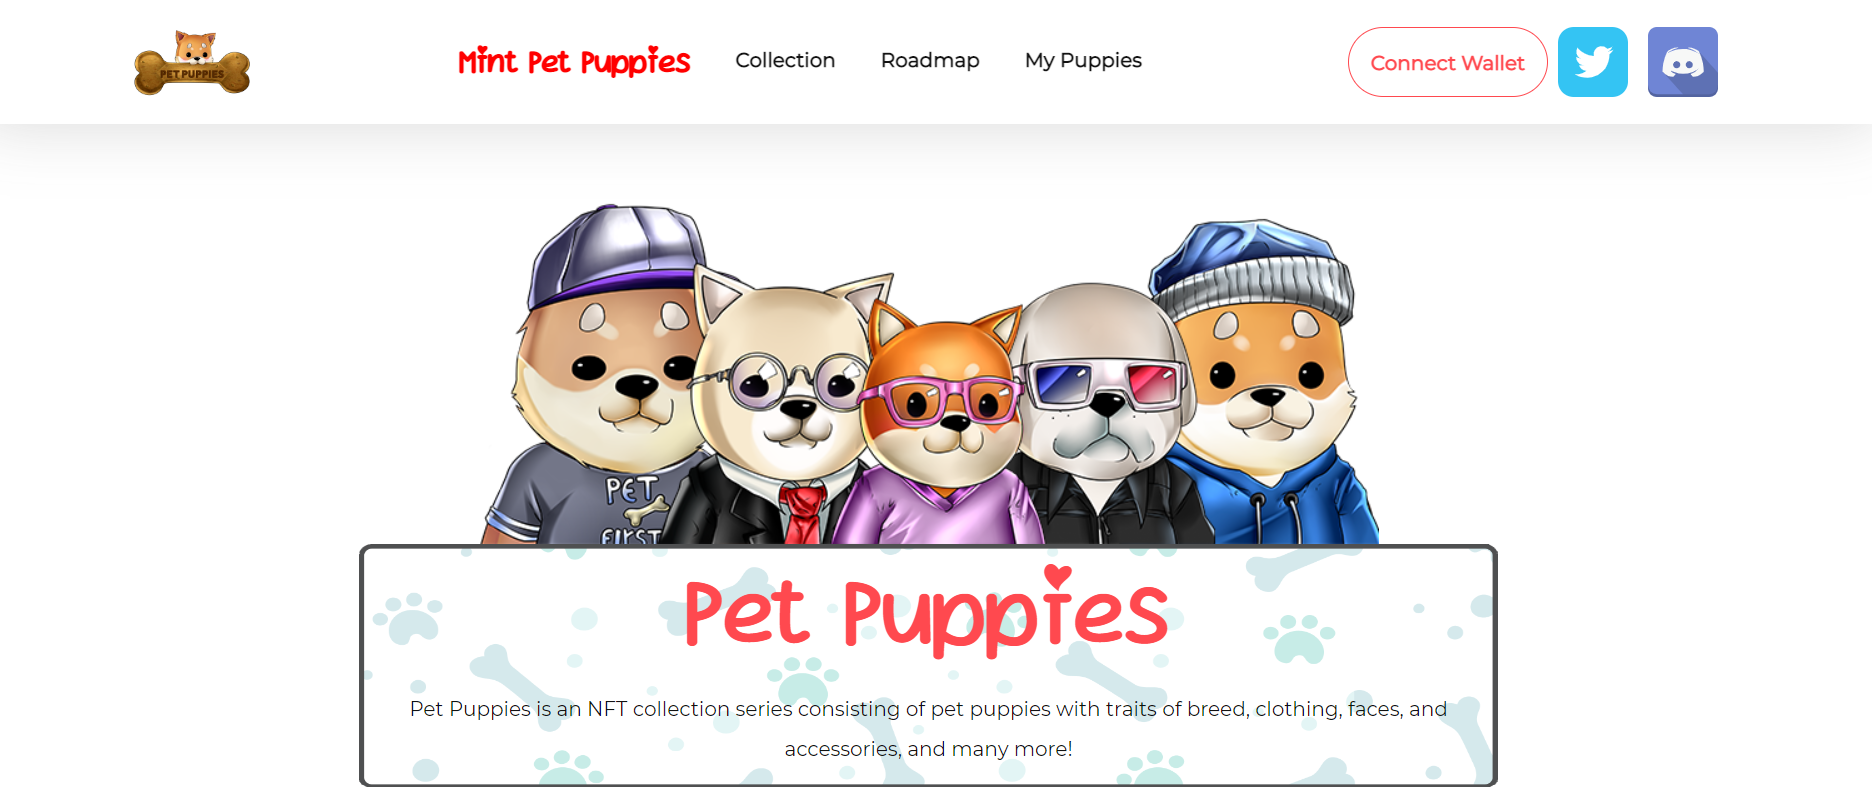 PET PUPPIES
Mint Pet Puppies
Collection
Roadmap
My Puppies
Connect Wallet
PET
FIRST
Pet Puppies
Pet Puppies is an NFT collection series consisting of pet puppies with traits of breed, clothing, faces, and
accessories, and many more!